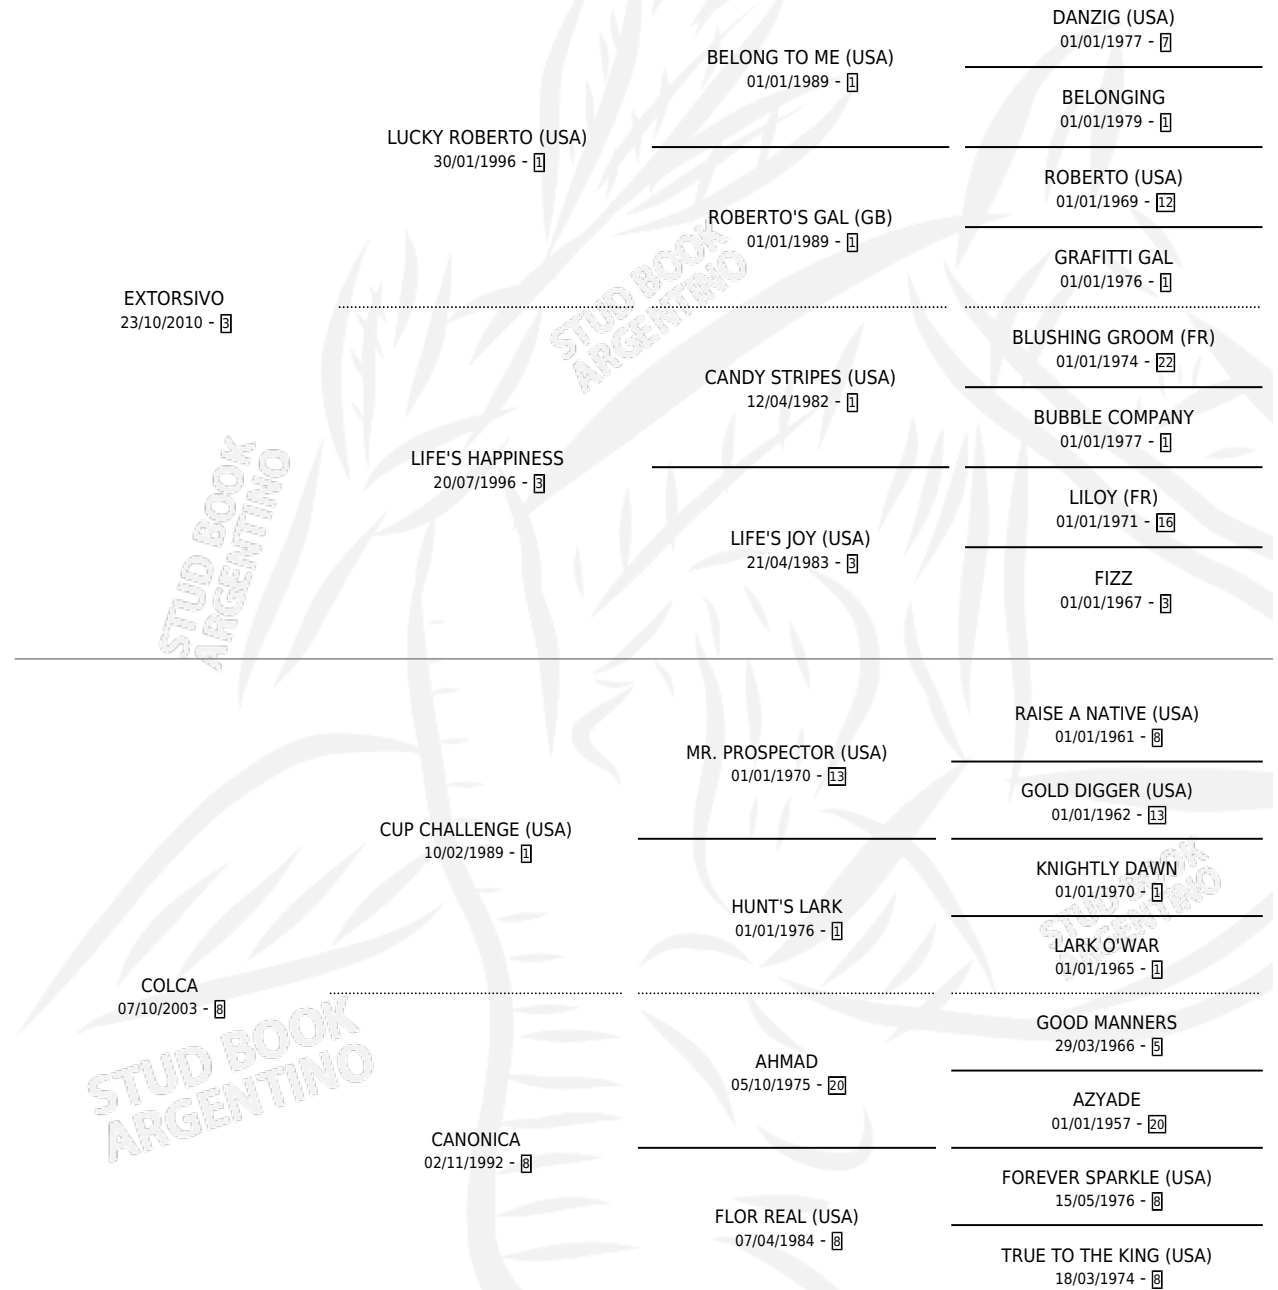 DANZIG (USA)
01/01/1977 - 7
BELONG TO ME (USA)
01/01/1989 - 1
BELONGING
01/01/1979 - 1
LUCKY ROBERTO (USA)
30/01/1996 - 1
ROBERTO (USA)
01/01/1969 - 12
ROBERTO'S GAL (GB)
01/01/1989 - 1
GRAFITTI GAL
01/01/1976 - 1
EXTORSIVO
23/10/2010 - 3
STUD BOOK
ARGENTINO
BLUSHING GROOM (FR)
01/01/1974 - 22
CANDY STRIPES (USA)
12/04/1982 - 1
BUBBLE COMPANY
01/01/1977 - 1
LIFE'S HAPPINESS
20/07/1996 - 3
LILOY (FR)
01/01/1971 - 16
LIFE'S JOY (USA)
21/04/1983 - 3
FIZZ
01/01/1967 - 3
STUD BOOK
ARGENTINO
RAISE A NATIVE (USA)
01/01/1961 - 8
MR. PROSPECTOR (USA)
01/01/1970 - 13
GOLD DIGGER (USA)
01/01/1962 - 13
CUP CHALLENGE (USA)
10/02/1989 - 1
KNIGHTLY DAWN
01/01/1970 - 1
HUNT'S LARK
01/01/1976 - 1
STUD BOOK
ARGENTINO
LARK O'WAR
01/01/1965 - 1
COLCA
07/10/2003 - 8
GOOD MANNERS
29/03/1966 - 5
AHMAD
05/10/1975 - 20
AZYADE
01/01/1957 - 20
STUD BOOK
ARGENTINO
CANONICA
02/11/1992 - 8
FOREVER SPARKLE (USA)
15/05/1976 - 8
FLOR REAL (USA)
07/04/1984 - 8
TRUE TO THE KING (USA)
18/03/1974 - 8